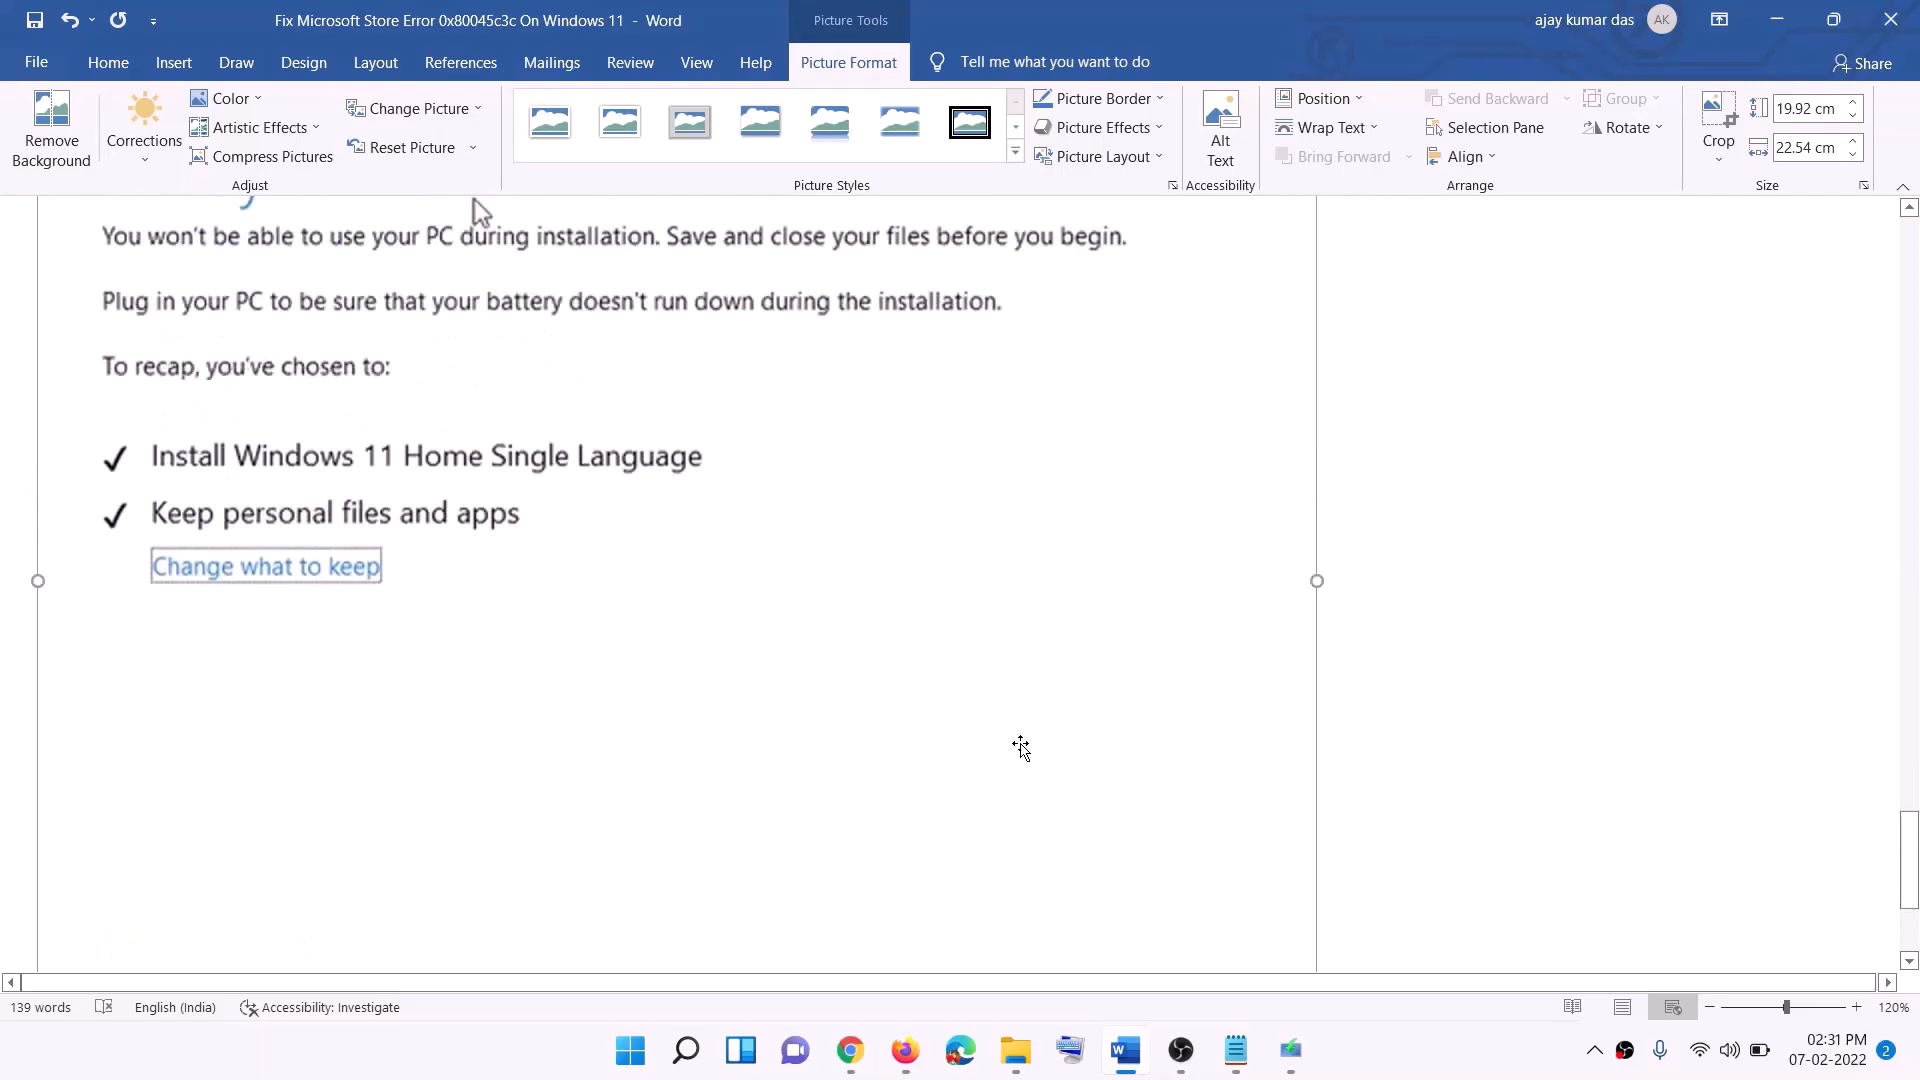 Fix Microsoft Store Error 0x80045c3c On Windows 11 - Word
Picture Tools
ajay kumar das
AK
File
Home
Insert
Draw
Design
Layout
References
Mailings
Review
View
Help
Picture Format
Tell me what you want to do
Share
Remove
Background
Corrections
Color
Artistic Effects
Compress Pictures
Change Picture
Reset Picture
Adjust
Picture Styles
Picture Border
Picture Effects
Picture Layout
Alt
Text
Accessibility
Position
Wrap Text
Bring Forward
Send Backward
Selection Pane
Align
Group
Rotate
Arrange
Crop
19.92 cm
22.54 cm
Size
You won't be able to use your PC during installation. Save and close your files before you begin.
Plug in your PC to be sure that your battery doesn't run down during the installation.
To recap, you've chosen to:
✓ Install Windows 11 Home Single Language
✓ Keep personal files and apps
Change what to keep
139 words
English (India)
Accessibility: Investigate
120%
02:31 PM
07-02-2022
2